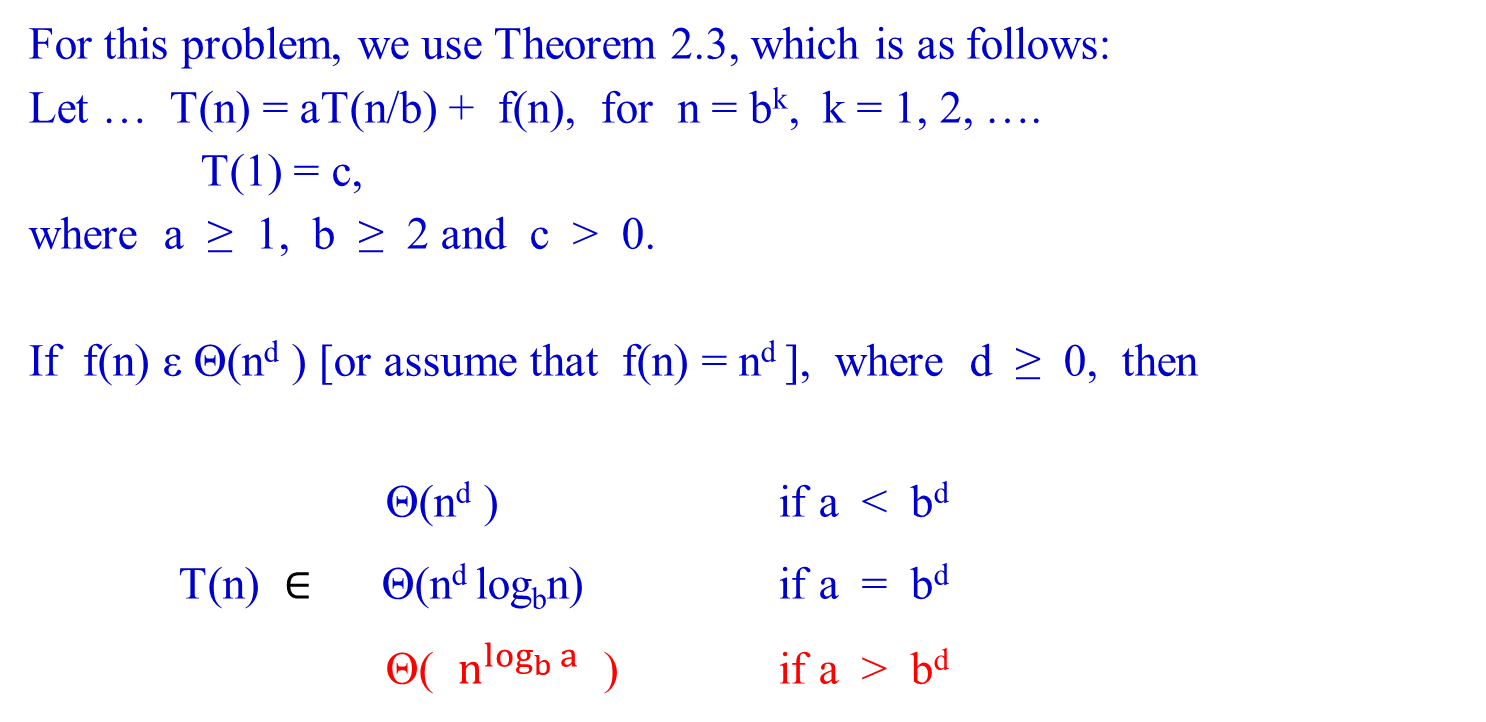 For this problem, we use Theorem 2.3, which is as follows:
Let … T(n) = aT(n/b) + f(n), for n = bᵏ, k = 1, 2, ….
T(1) = c,
where a ≥ 1, b ≥ 2 and c > 0.
If f(n) ε Θ(nᵈ ) [or assume that f(n) = nᵈ ], where d ≥ 0, then
Θ(nᵈ ) if a < bᵈ
T(n) ∈ Θ(nᵈ log_b n) if a = bᵈ
Θ( n^(log_b a) ) if a > bᵈ